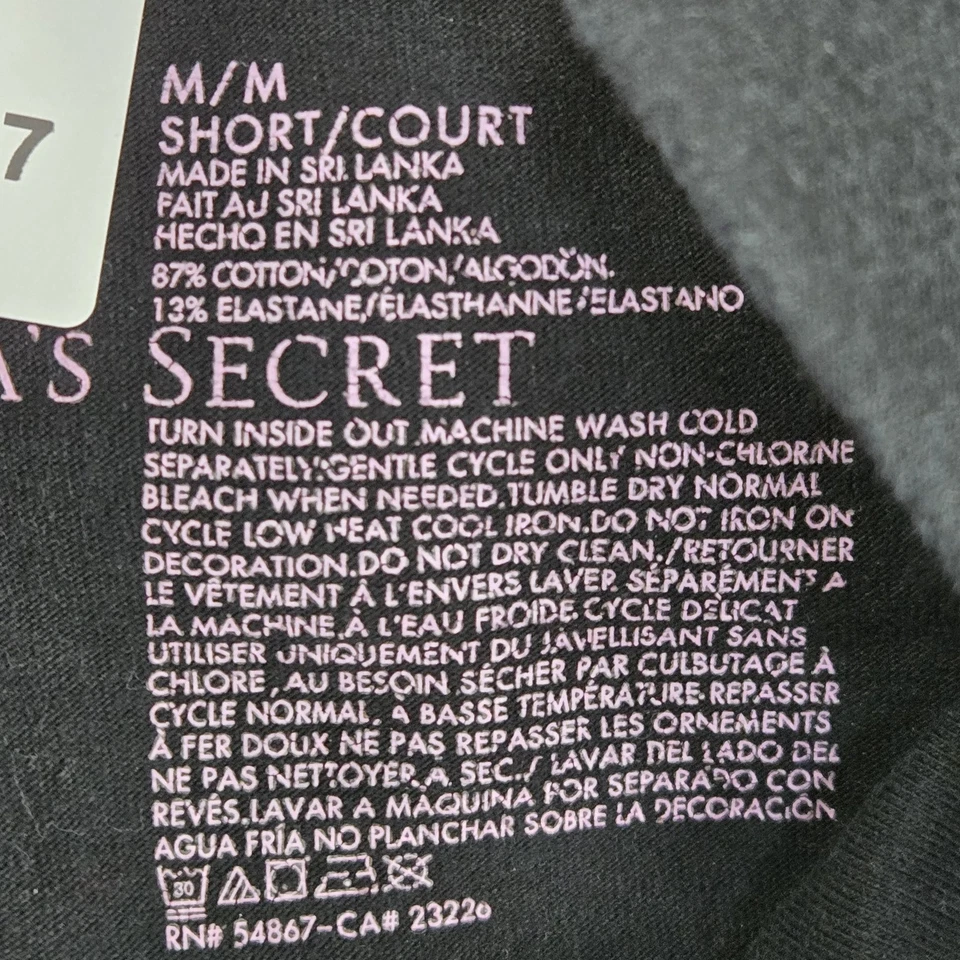 7
M/M
SHORT/COURT
MADE IN SRI LANKA
FAIT AU SRI LANKA
HECHO EN SRI LANKA
87% COTTON/COTON/ALGODÓN.
13% ELASTANE/ÉLASTHANNE/ELASTANO
A'S SECRET
TURN INSIDE OUT.MACHINE WASH COLD
SEPARATELY.GENTLE CYCLE ONLY NON-CHLORINE
BLEACH WHEN NEEDED.TUMBLE DRY NORMAL
CYCLE LOW HEAT COOL IRON.DO NOT IRON ON
DECORATION.DO NOT DRY CLEAN./RETOURNER
LE VÊTEMENT À L'ENVERS LAVER SÉPARÉMENT A
LA MACHINE.À L'EAU FROIDE.CYCLE DÉLICAT
UTILISER UNIQUEMENT DU JAVELLISANT SANS
CHLORE, AU BESOIN.SÉCHER PAR CULBUTAGE À
CYCLE NORMAL. A BASSE TEMPÉRATURE REPASSER
À FER DOUX NE PAS REPASSER LES ORNEMENTS
NE PAS NETTOYER.A SEC./ LAVAR DEL LADO DEL
REVÉS.LAVAR A MÁQUINA POR SEPARADO CON
AGUA FRÍA NO PLANCHAR SOBRE LA DECORACIÓN
30
RN# 54867-CA# 23226